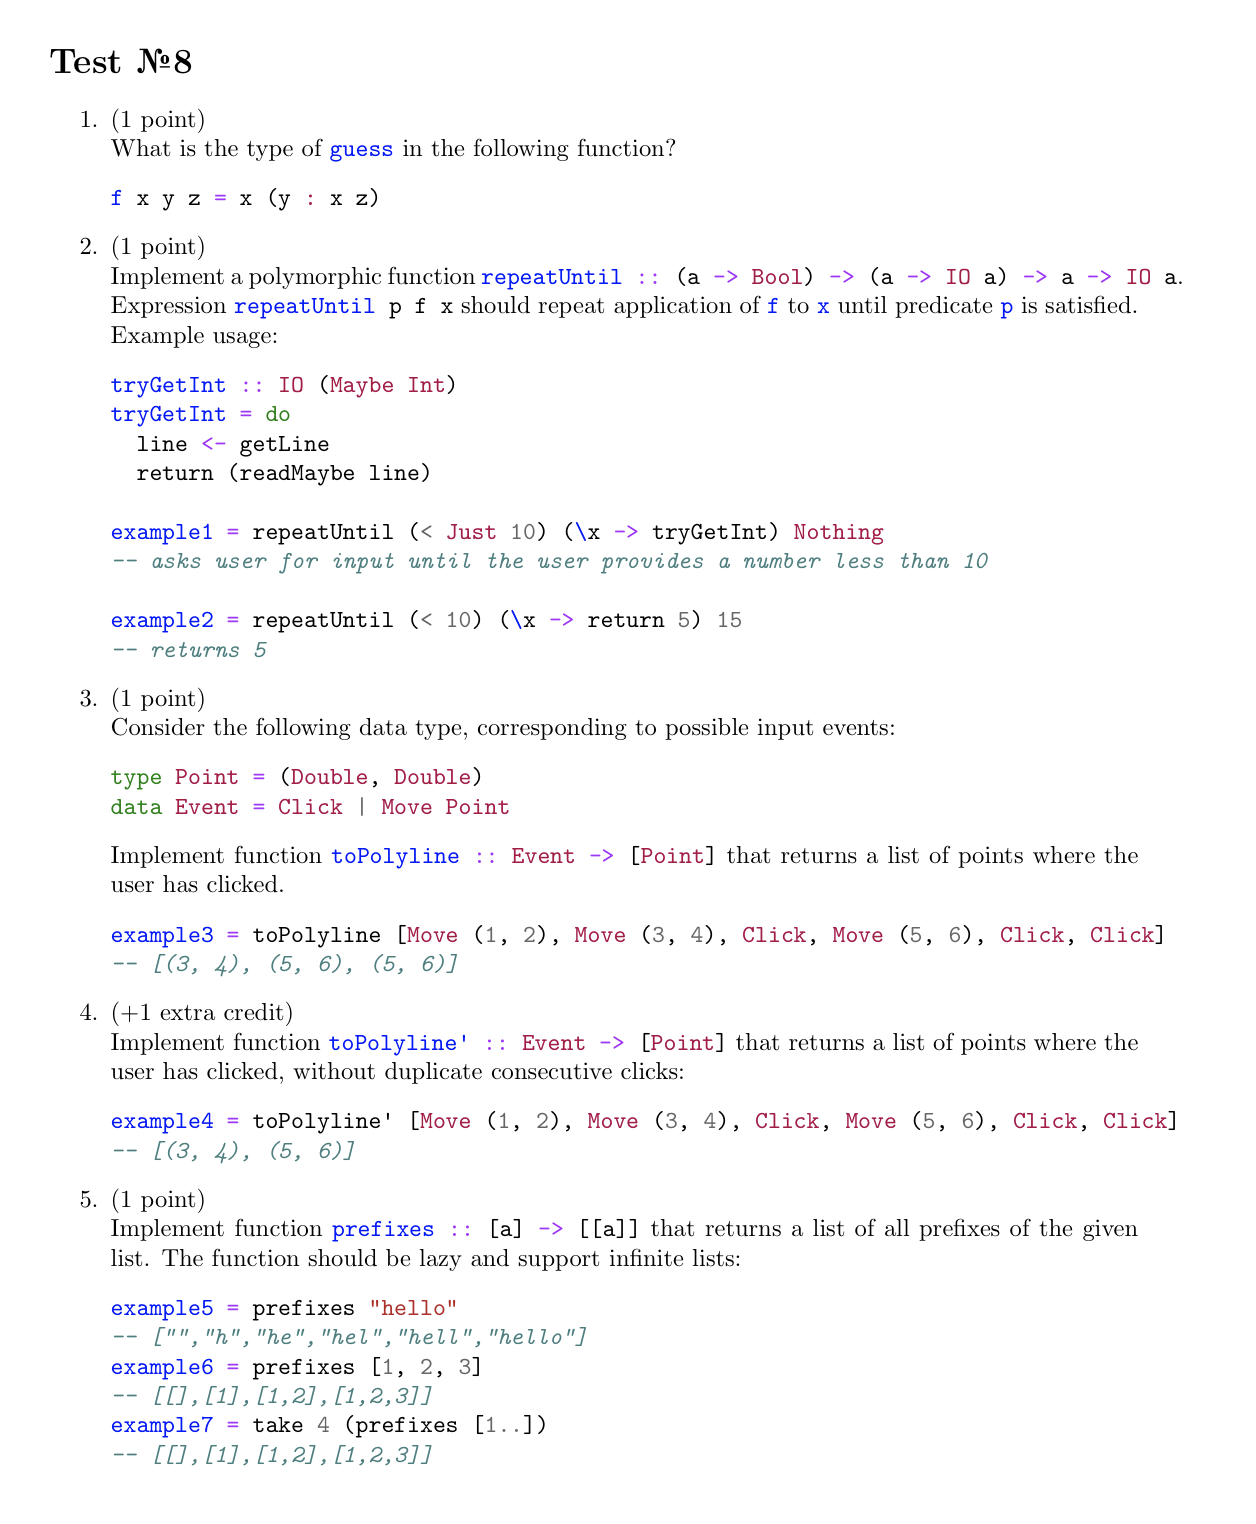 Test №8
1. (1 point)
What is the type of guess in the following function?
f x y z = x (y : x z)
2. (1 point)
Implement a polymorphic function repeatUntil :: (a -> Bool) -> (a -> IO a) -> a -> IO a.
Expression repeatUntil p f x should repeat application of f to x until predicate p is satisfied.
Example usage:
tryGetInt :: IO (Maybe Int)
tryGetInt = do
  line <- getLine
  return (readMaybe line)
example1 = repeatUntil (< Just 10) (\x -> tryGetInt) Nothing
-- asks user for input until the user provides a number less than 10
example2 = repeatUntil (< 10) (\x -> return 5) 15
-- returns 5
3. (1 point)
Consider the following data type, corresponding to possible input events:
type Point = (Double, Double)
data Event = Click | Move Point
Implement function toPolyline :: Event -> [Point] that returns a list of points where the
user has clicked.
example3 = toPolyline [Move (1, 2), Move (3, 4), Click, Move (5, 6), Click, Click]
-- [(3, 4), (5, 6), (5, 6)]
4. (+1 extra credit)
Implement function toPolyline' :: Event -> [Point] that returns a list of points where the
user has clicked, without duplicate consecutive clicks:
example4 = toPolyline' [Move (1, 2), Move (3, 4), Click, Move (5, 6), Click, Click]
-- [(3, 4), (5, 6)]
5. (1 point)
Implement function prefixes :: [a] -> [[a]] that returns a list of all prefixes of the given
list. The function should be lazy and support infinite lists:
example5 = prefixes "hello"
-- ["","h","he","hel","hell","hello"]
example6 = prefixes [1, 2, 3]
-- [[],[1],[1,2],[1,2,3]]
example7 = take 4 (prefixes [1..])
-- [[],[1],[1,2],[1,2,3]]